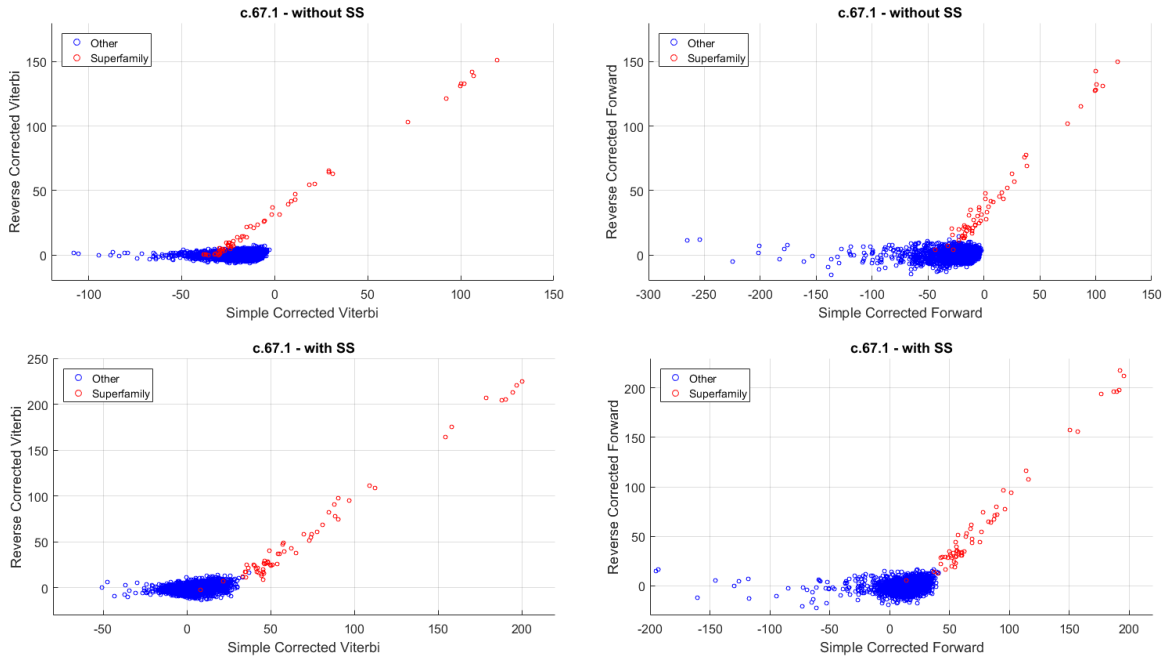 c.67.1 - without SS
Other
Superfamily
Reverse Corrected Viterbi
150
100
50
0
-100
-50
0
50
100
150
Simple Corrected Viterbi
c.67.1 - without SS
Other
Superfamily
Reverse Corrected Forward
150
100
50
0
-300
-250
-200
-150
-100
-50
0
50
100
150
Simple Corrected Forward
c.67.1 - with SS
Other
Superfamily
Reverse Corrected Viterbi
250
200
150
100
50
0
-50
0
50
100
150
200
Simple Corrected Viterbi
c.67.1 - with SS
Other
Superfamily
Reverse Corrected Forward
200
150
100
50
0
-200
-150
-100
-50
0
50
100
150
200
Simple Corrected Forward